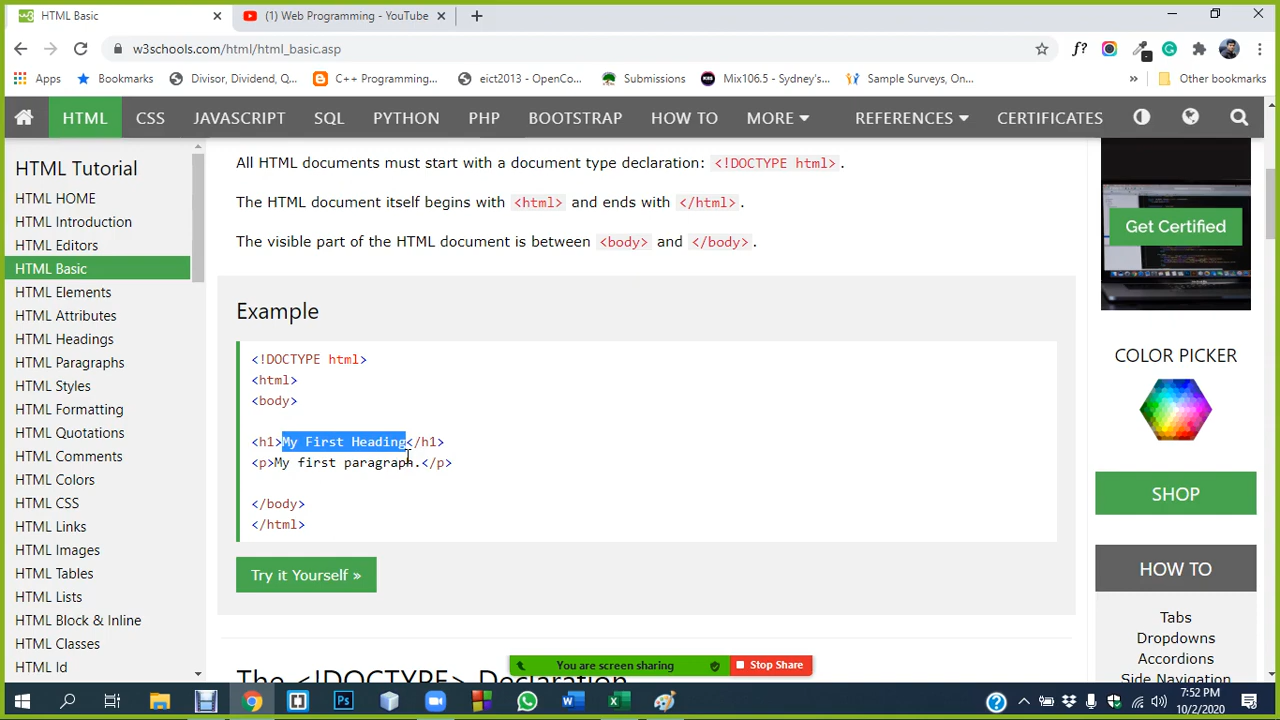 HTML Basic
(1) Web Programming - YouTube
w3schools.com/html/html_basic.asp
f?
Apps
Bookmarks
Divisor, Dividend, Q...
C++ Programming...
eict2013 - OpenCo...
Submissions
Mix106.5 - Sydney's...
Sample Surveys, On...
»
Other bookmarks
HTML
CSS
JAVASCRIPT
SQL
PYTHON
PHP
BOOTSTRAP
HOW TO
MORE
REFERENCES
CERTIFICATES
HTML Tutorial
HTML HOME
HTML Introduction
HTML Editors
HTML Basic
HTML Elements
HTML Attributes
HTML Headings
HTML Paragraphs
HTML Styles
HTML Formatting
HTML Quotations
HTML Comments
HTML Colors
HTML CSS
HTML Links
HTML Images
HTML Tables
HTML Lists
HTML Block & Inline
HTML Classes
HTML Id
All HTML documents must start with a document type declaration: <!DOCTYPE html>.
The HTML document itself begins with <html> and ends with </html>.
The visible part of the HTML document is between <body> and </body>.
Example
<!DOCTYPE html>
<html>
<body>
<h1>My First Heading</h1>
<p>My first paragraph.</p>
</body>
</html>
Try it Yourself »
The <!DOCTYPE> Declaration
Get Certified
COLOR PICKER
SHOP
HOW TO
Tabs
Dropdowns
Accordions
Side Navigation
You are screen sharing
Stop Share
7:52 PM
10/2/2020